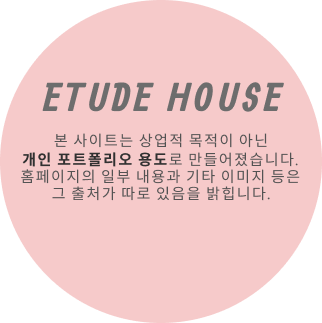 ETUDE HOUSE
본 사이트는 상업적 목적이 아닌
개인 포트폴리오 용도로 만들어졌습니다.
홈페이지의 일부 내용과 기타 이미지 등은
그 출처가 따로 있음을 밝힙니다.